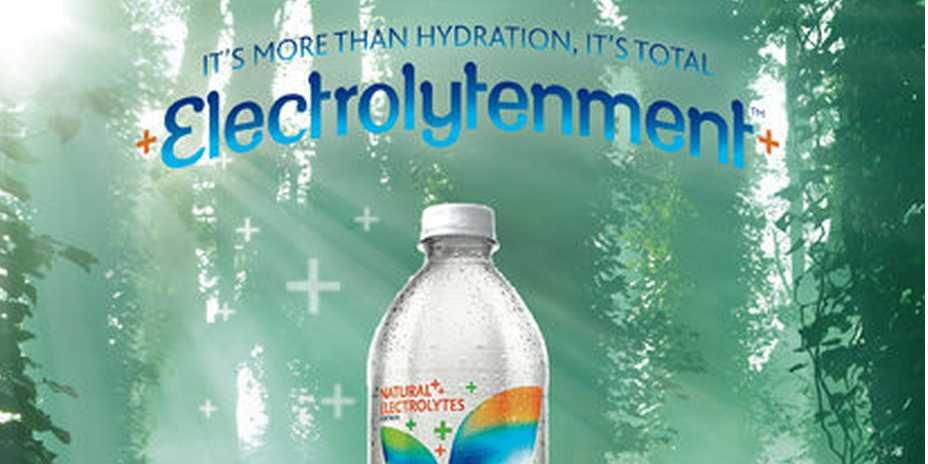 IT'S MORE THAN HYDRATION, IT'S TOTAL
Electrolytenment™
NATURAL
ELECTROLYTES